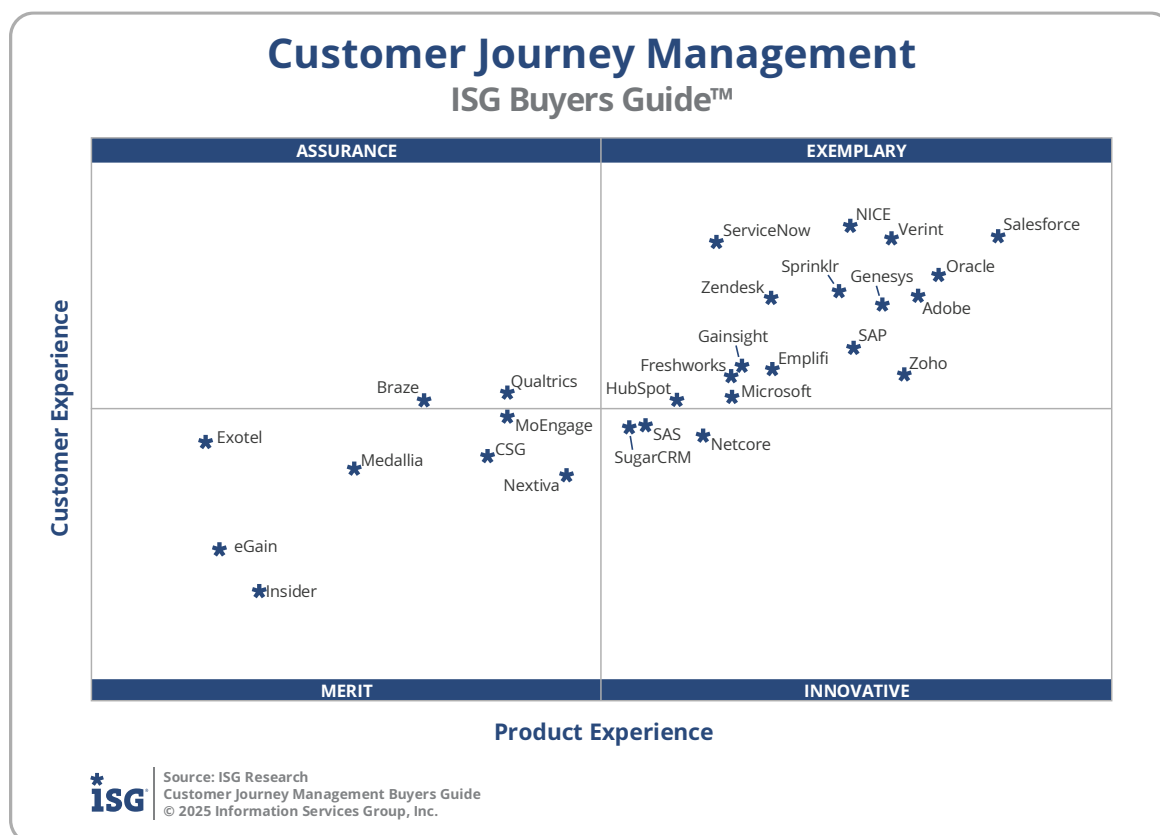 Customer Journey Management
ISG Buyers Guide™
ASSURANCE
EXEMPLARY
NICE
Salesforce
ServiceNow
Verint
Sprinklr
Oracle
Genesys
Zendesk
Adobe
Gainsight
SAP
Emplifi
Zoho
Freshworks
Qualtrics
Braze
HubSpot
Microsoft
MoEngage
SAS
Exotel
Netcore
CSG
SugarCRM
Medallia
Nextiva
eGain
Insider
Customer Experience
MERIT
INNOVATIVE
Product Experience
ISG
Source: ISG Research
Customer Journey Management Buyers Guide
© 2025 Information Services Group, Inc.